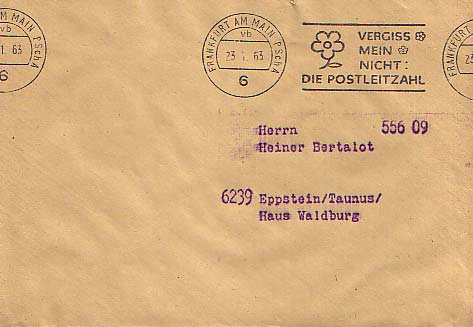 FRANKFURT AM MAIN PSchA
vb
23.1.63
6
VERGISS
MEIN
NICHT:
DIE POSTLEITZAHL
Herrn 556 09
Heiner Bertalot
6239 Eppstein/Taunus/
Haus Waldburg